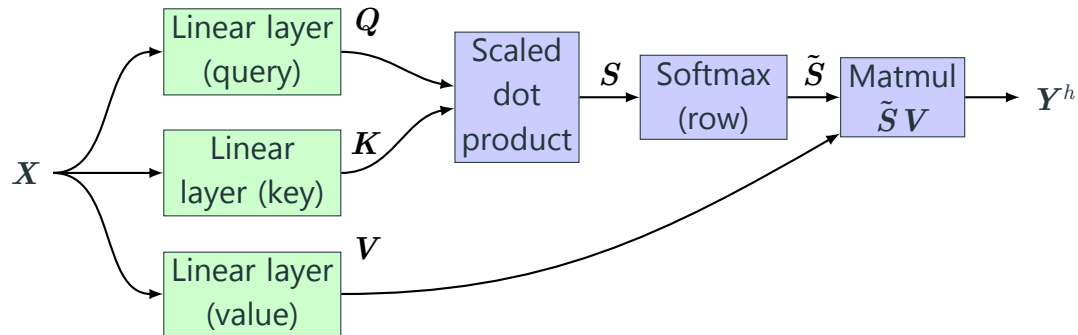 X
Linear layer
(query)
Q
Linear
layer (key)
K
Linear layer
(value)
V
Scaled
dot
product
S
Softmax
(row)
S̃
Matmul
S̃ V
Yʰ